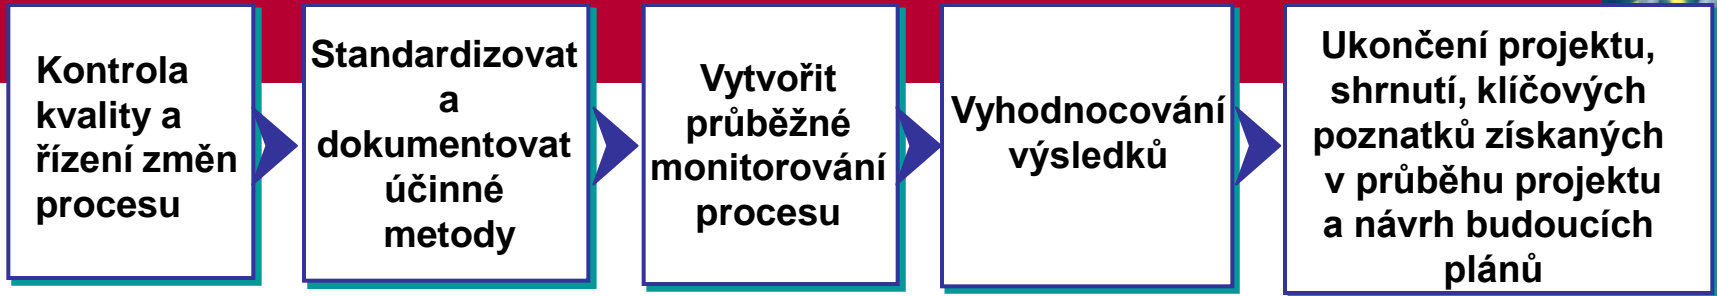 Kontrola
kvality a
řízení změn
procesu
Standardizovat
a
dokumentovat
účinné
metody
Vytvořit
průběžné
monitorování
procesu
Vyhodnocování
výsledků
Ukončení projektu,
shrnutí, klíčových
poznatků získaných
v průběhu projektu
a návrh budoucích
plánů